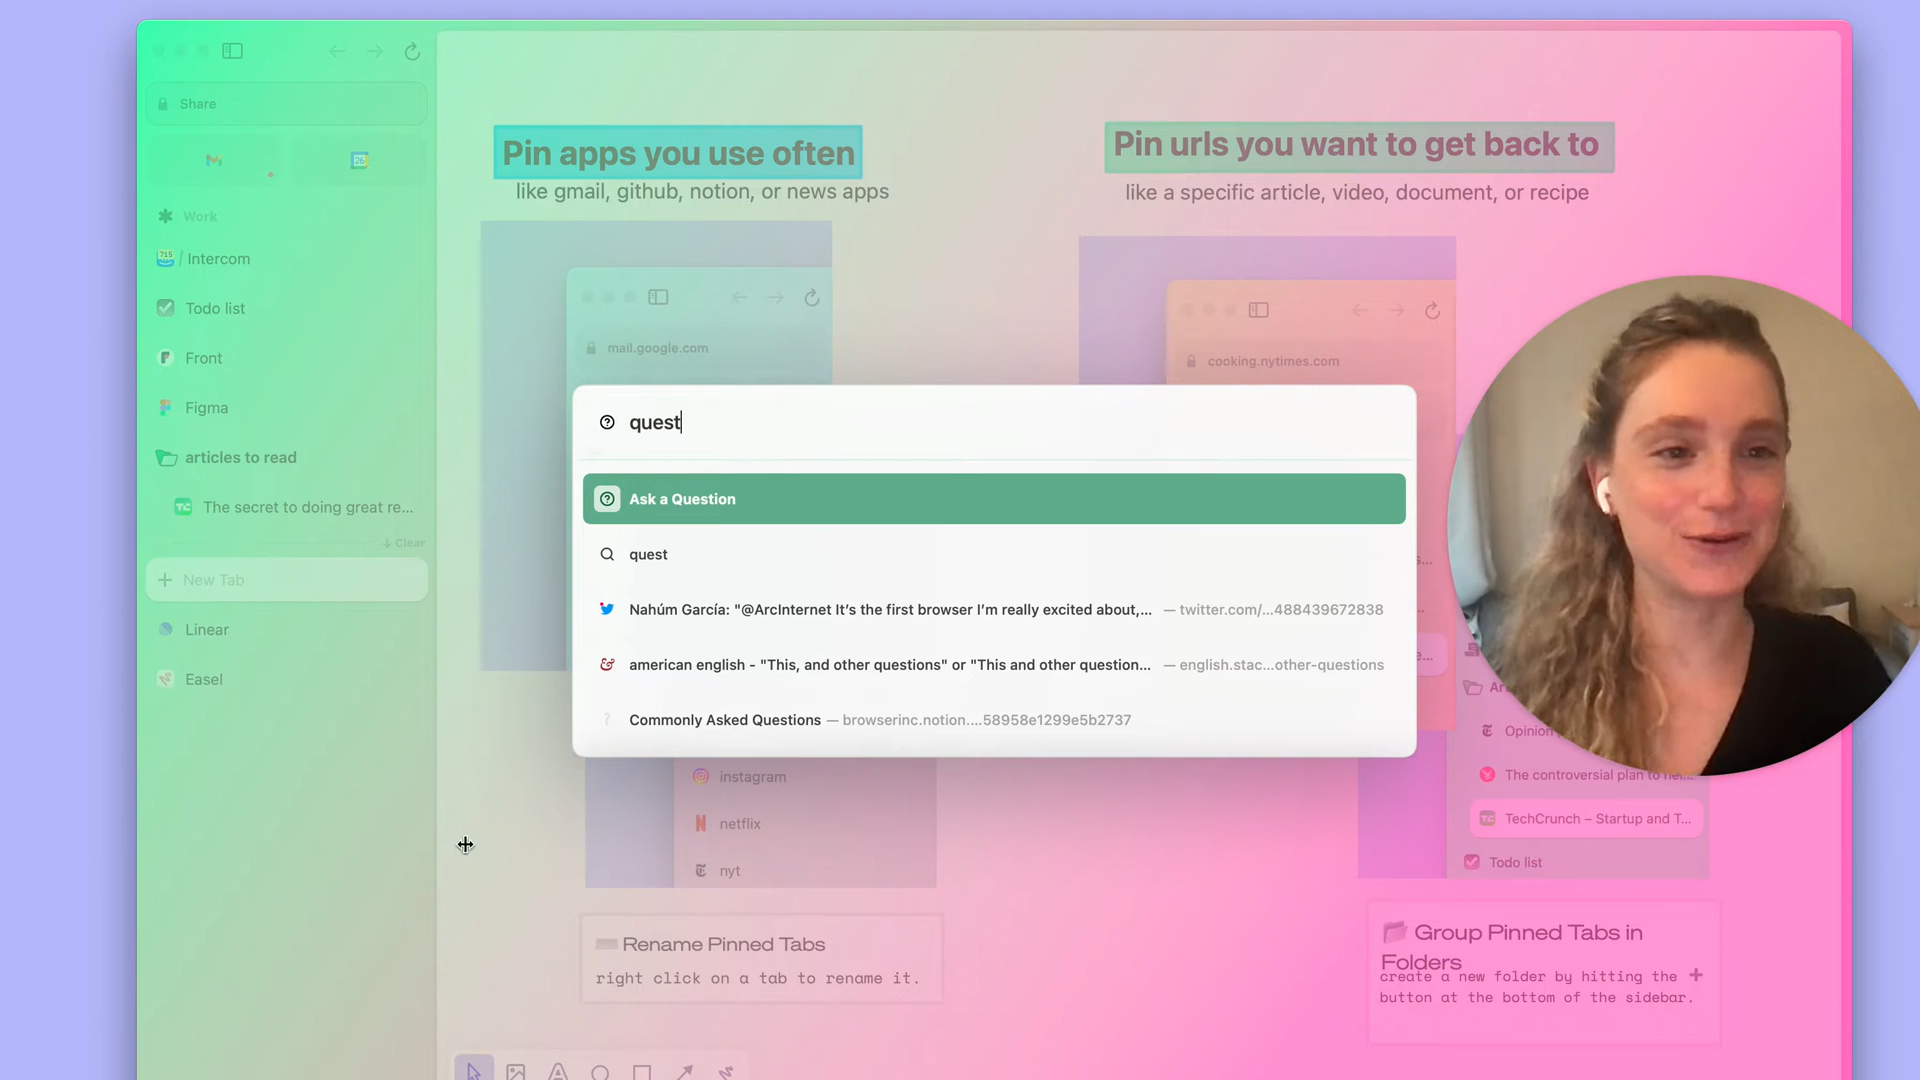 Share
26
Work
715
/ Intercom
Todo list
Front
Figma
articles to read
TC
The secret to doing great re...
Clear
New Tab
Linear
Easel
Pin apps you use often
like gmail, github, notion, or news apps
mail.google.com
Pin urls you want to get back to
like a specific article, video, document, or recipe
cooking.nytimes.com
quest
Ask a Question
quest
Nahúm García: "@ArcInternet It’s the first browser I’m really excited about,... — twitter.com/...488439672838
american english - "This, and other questions" or "This and other question... — english.stac...other-questions
Commonly Asked Questions — browserinc.notion....58958e1299e5b2737
instagram
netflix
nyt
Rename Pinned Tabs
right click on a tab to rename it.
TechCrunch – Startup and T...
Todo list
Group Pinned Tabs in
Folders
create a new folder by hitting the +
button at the bottom of the sidebar.